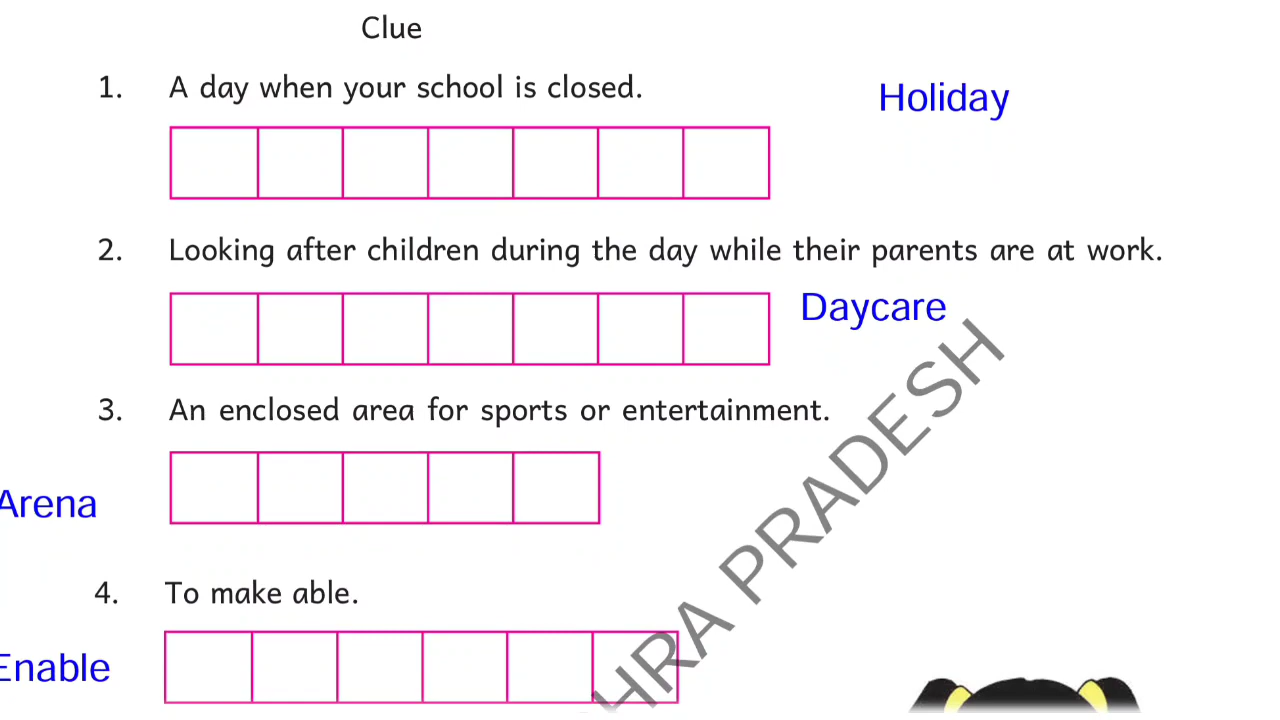 Clue
1. A day when your school is closed.
Holiday
2. Looking after children during the day while their parents are at work.
Daycare
3. An enclosed area for sports or entertainment.
Arena
4. To make able.
Enable
HRA PRADESH